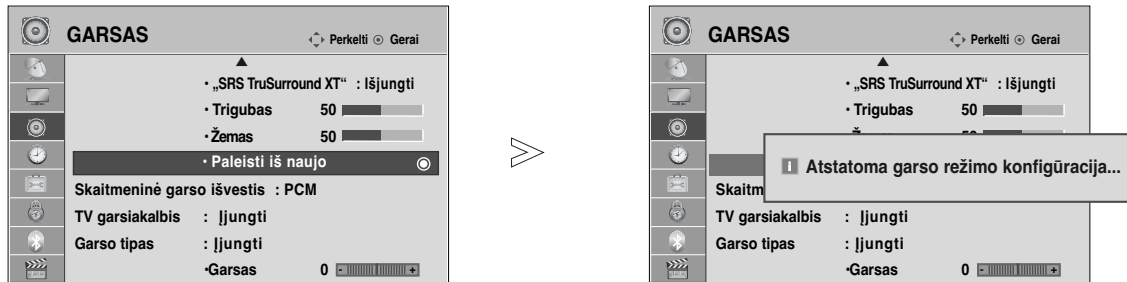 GARSAS
Perkelti Gerai
• „SRS TruSurround XT“ : Išjungti
• Trigubas 50
• Žemas 50
• Paleisti iš naujo
Skaitmeninė garso išvestis : PCM
TV garsiakalbis : Įjungti
Garso tipas : Įjungti
•Garsas 0 - +
>
GARSAS
Perkelti Gerai
• „SRS TruSurround XT“ : Išjungti
• Trigubas 50
i Atstatoma garso režimo konfigūracija...
Skaitm
TV garsiakalbis : Įjungti
Garso tipas : Įjungti
•Garsas 0 - +